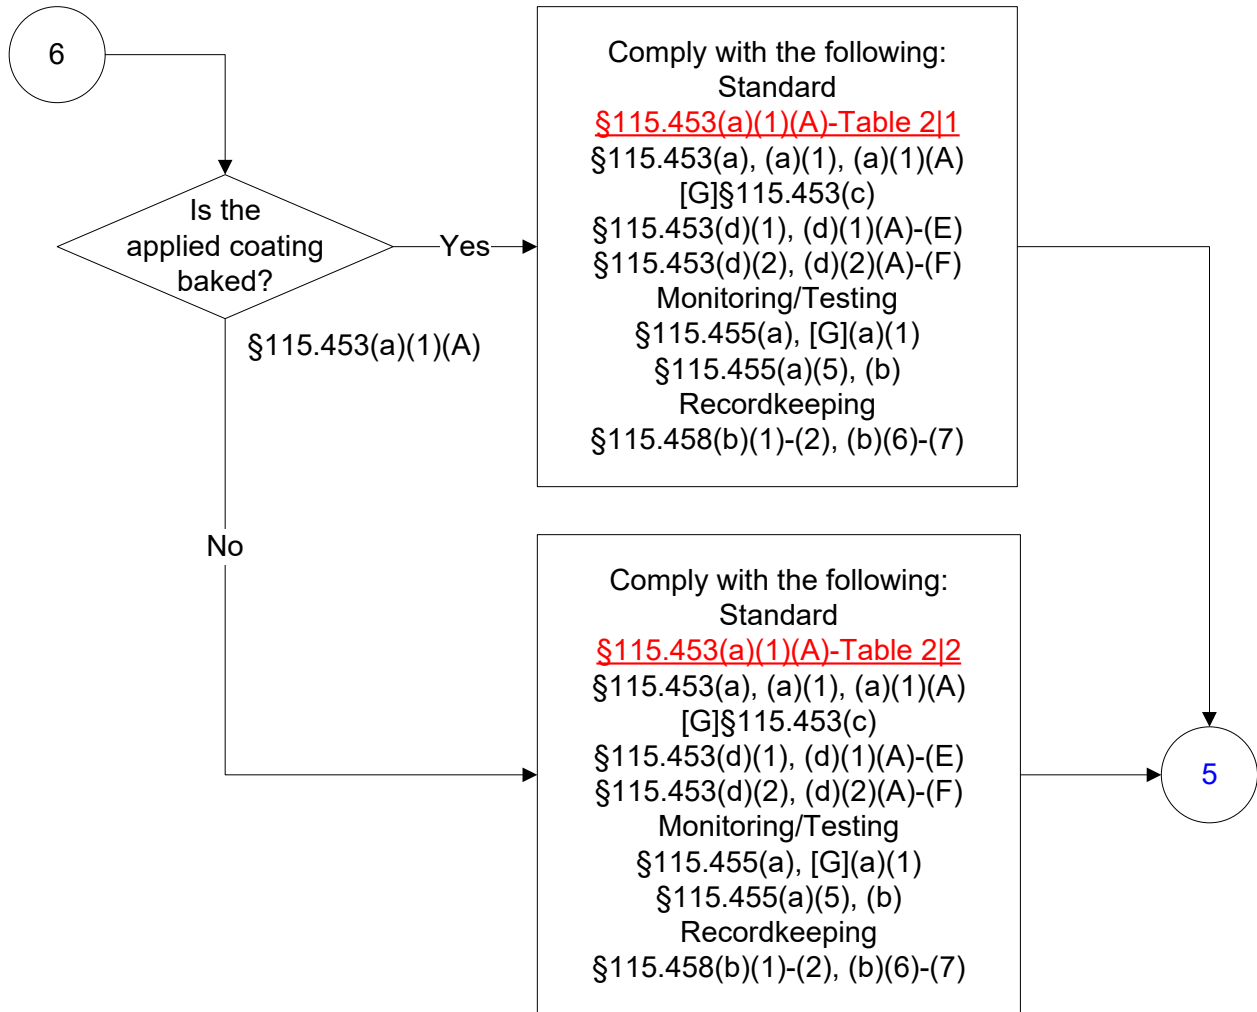 6
Is the
applied coating
baked?
§115.453(a)(1)(A)
Yes
Comply with the following:
Standard
§115.453(a)(1)(A)-Table 2|1
§115.453(a), (a)(1), (a)(1)(A)
[G]§115.453(c)
§115.453(d)(1), (d)(1)(A)-(E)
§115.453(d)(2), (d)(2)(A)-(F)
Monitoring/Testing
§115.455(a), [G](a)(1)
§115.455(a)(5), (b)
Recordkeeping
§115.458(b)(1)-(2), (b)(6)-(7)
No
Comply with the following:
Standard
§115.453(a)(1)(A)-Table 2|2
§115.453(a), (a)(1), (a)(1)(A)
[G]§115.453(c)
§115.453(d)(1), (d)(1)(A)-(E)
§115.453(d)(2), (d)(2)(A)-(F)
Monitoring/Testing
§115.455(a), [G](a)(1)
§115.455(a)(5), (b)
Recordkeeping
§115.458(b)(1)-(2), (b)(6)-(7)
5